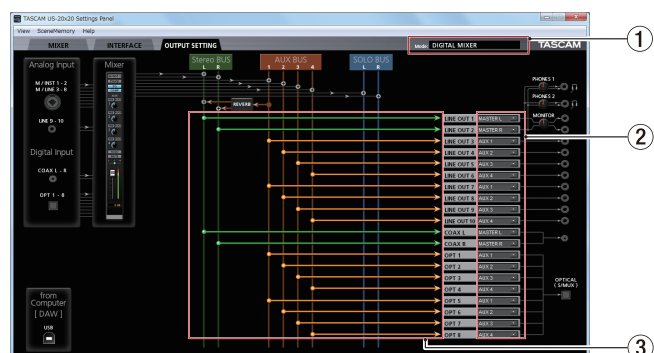 TASCAM US-20x20 Settings Panel
View SceneMemory Help
MIXER INTERFACE OUTPUT SETTING
Mode DIGITAL MIXER
TASCAM
1
Analog Input
M / INST 1 - 2
M / LINE 3 - 8
LINE 9 - 10
Digital Input
COAX L - R
OPT 1 - 8
from
Computer
[ DAW ]
USB
Mixer
Stereo BUS
L R
AUX BUS
1 2 3 4
SOLO BUS
L R
REVERB
LINE OUT 1 MASTER L
LINE OUT 2 MASTER R
LINE OUT 3 AUX 1
LINE OUT 4 AUX 2
LINE OUT 5 AUX 3
LINE OUT 6 AUX 4
LINE OUT 7 AUX 1
LINE OUT 8 AUX 2
LINE OUT 9 AUX 3
LINE OUT 10 AUX 4
COAX L MASTER L
COAX R MASTER R
OPT 1 AUX 1
OPT 2 AUX 2
OPT 3 AUX 3
OPT 4 AUX 4
OPT 5 AUX 1
OPT 6 AUX 2
OPT 7 AUX 3
OPT 8 AUX 4
PHONES 1
PHONES 2
MONITOR
OPTICAL
( S/MUX )
2
3